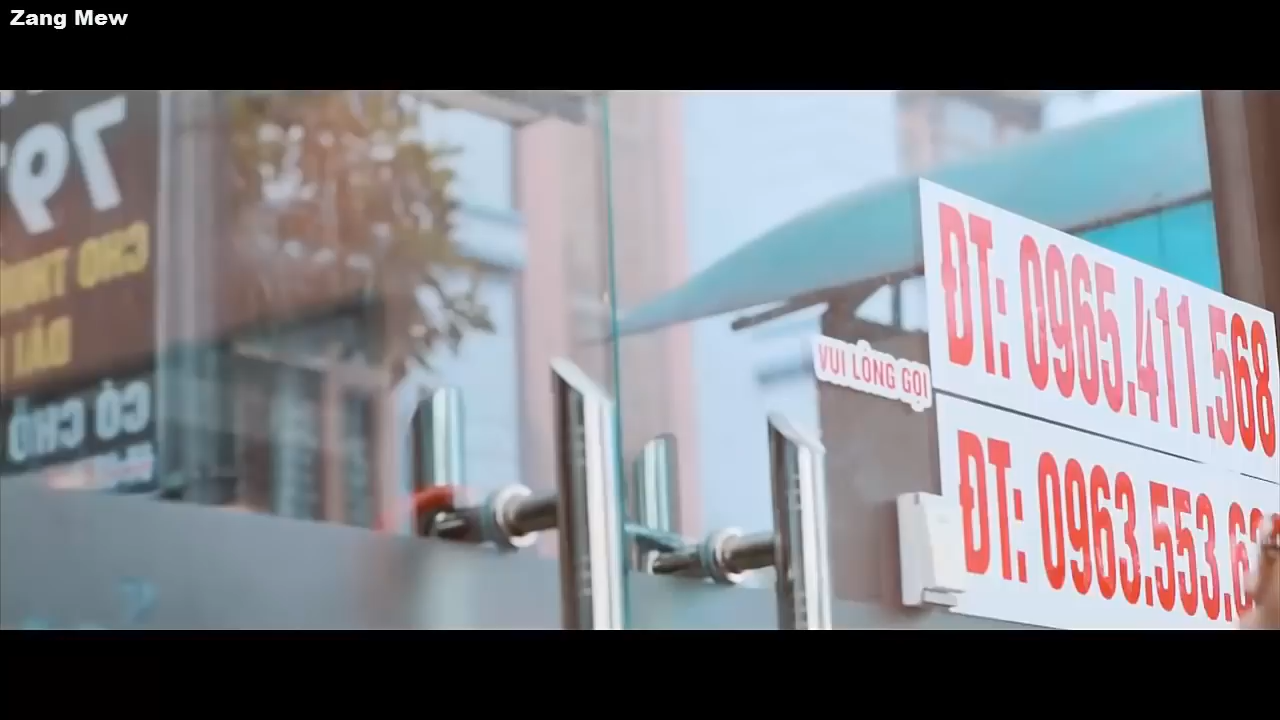 Zang Mew
79
CHO THUÊ
CÓ CHỖ
VUI LÒNG GỌI
ĐT: 0965.411.568
ĐT: 0963.553.6